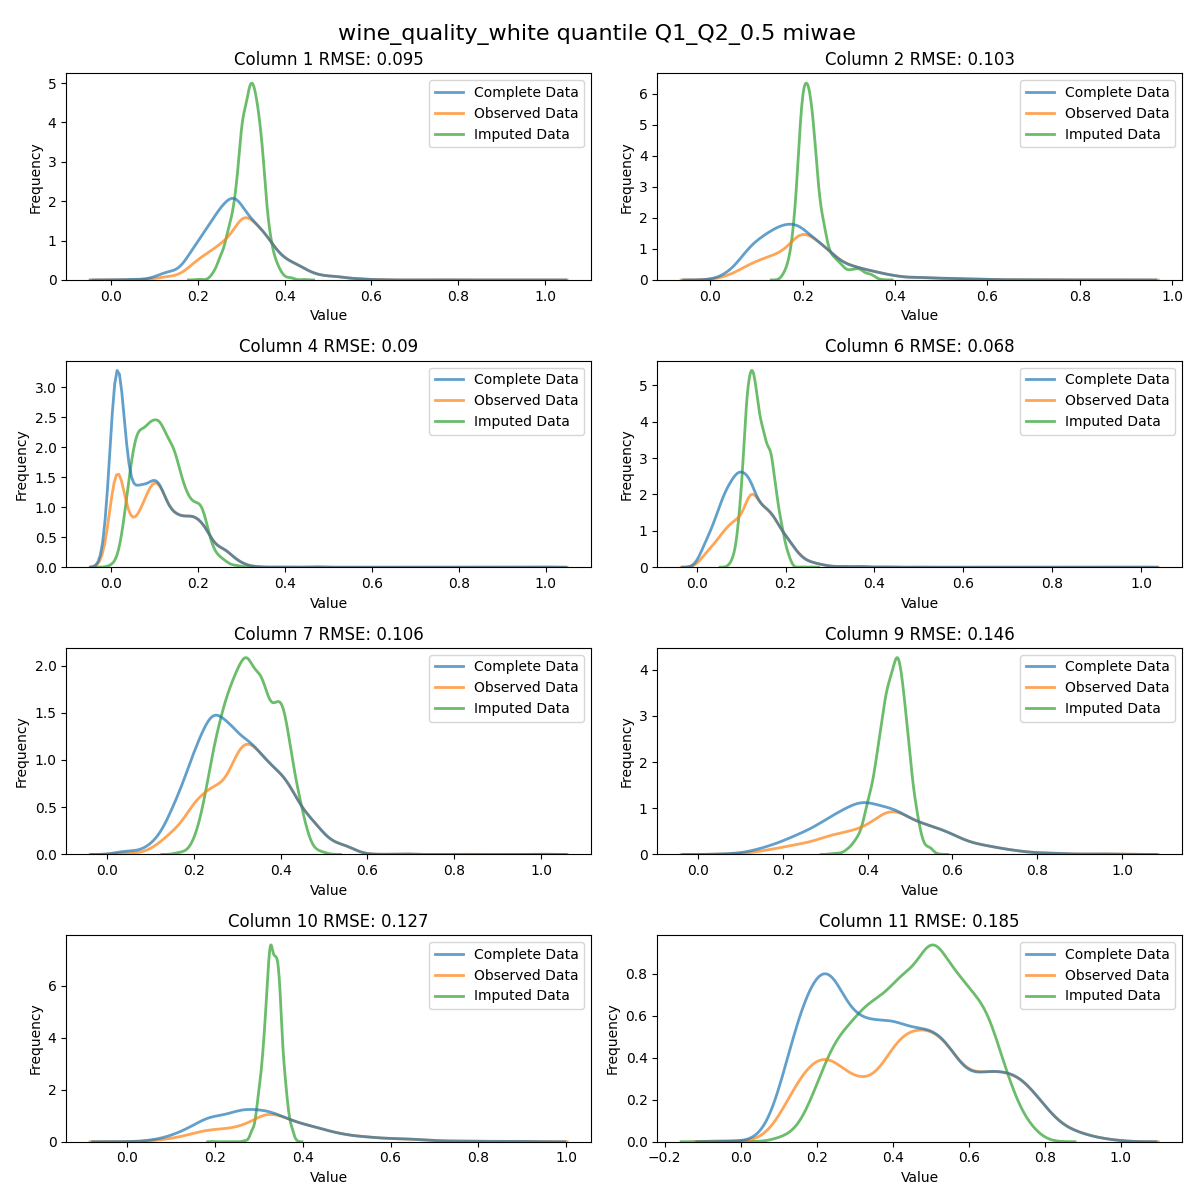 wine_quality_white quantile Q1_Q2_0.5 miwae
Column 1 RMSE: 0.095
5
4
3
2
1
0
Frequency
0.0 0.2 0.4 0.6 0.8 1.0
Value
Complete Data
Observed Data
Imputed Data
Column 2 RMSE: 0.103
6
5
4
3
2
1
0
Frequency
0.0 0.2 0.4 0.6 0.8 1.0
Value
Complete Data
Observed Data
Imputed Data
Column 4 RMSE: 0.09
3.0
2.5
2.0
1.5
1.0
0.5
0.0
Frequency
0.0 0.2 0.4 0.6 0.8 1.0
Value
Complete Data
Observed Data
Imputed Data
Column 6 RMSE: 0.068
5
4
3
2
1
0
Frequency
0.0 0.2 0.4 0.6 0.8 1.0
Value
Complete Data
Observed Data
Imputed Data
Column 7 RMSE: 0.106
2.0
1.5
1.0
0.5
0.0
Frequency
0.0 0.2 0.4 0.6 0.8 1.0
Value
Complete Data
Observed Data
Imputed Data
Column 9 RMSE: 0.146
4
3
2
1
0
Frequency
0.0 0.2 0.4 0.6 0.8 1.0
Value
Complete Data
Observed Data
Imputed Data
Column 10 RMSE: 0.127
6
4
2
0
Frequency
0.0 0.2 0.4 0.6 0.8 1.0
Value
Complete Data
Observed Data
Imputed Data
Column 11 RMSE: 0.185
0.8
0.6
0.4
0.2
0.0
Frequency
−0.2 0.0 0.2 0.4 0.6 0.8 1.0
Value
Complete Data
Observed Data
Imputed Data